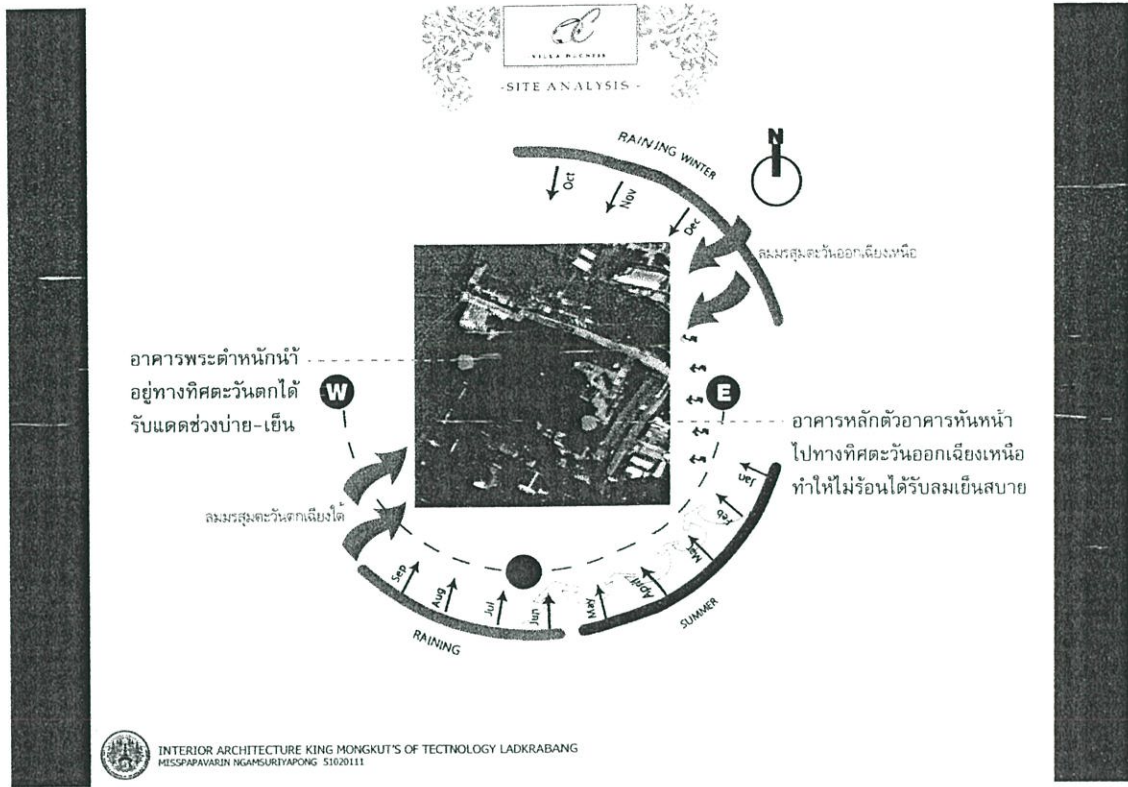 -SITE ANALYSIS-
N
RAINING WINTER
Oct
Nov
Dec
ลมมรสุมตะวันออกเฉียงเหนือ
อาคารพระตำหนักน้ำ
อยู่ทางทิศตะวันตกได้
รับแดดช่วงบ่าย-เย็น
W
E
อาคารหลักตัวอาคารหันหน้า
ไปทางทิศตะวันออกเฉียงเหนือ
ทำให้ไม่ร้อนได้รับลมเย็นสบาย
ลมมรสุมตะวันตกเฉียงใต้
Jan
Feb
Mar
April
May
SUMMER
Jun
Jul
Aug
Sep
RAINING
INTERIOR ARCHITECTURE KING MONGKUT'S OF TECTNOLOGY LADKRABANG
MISSPAPAVARIN NGAMSURIYAPONG 51020111